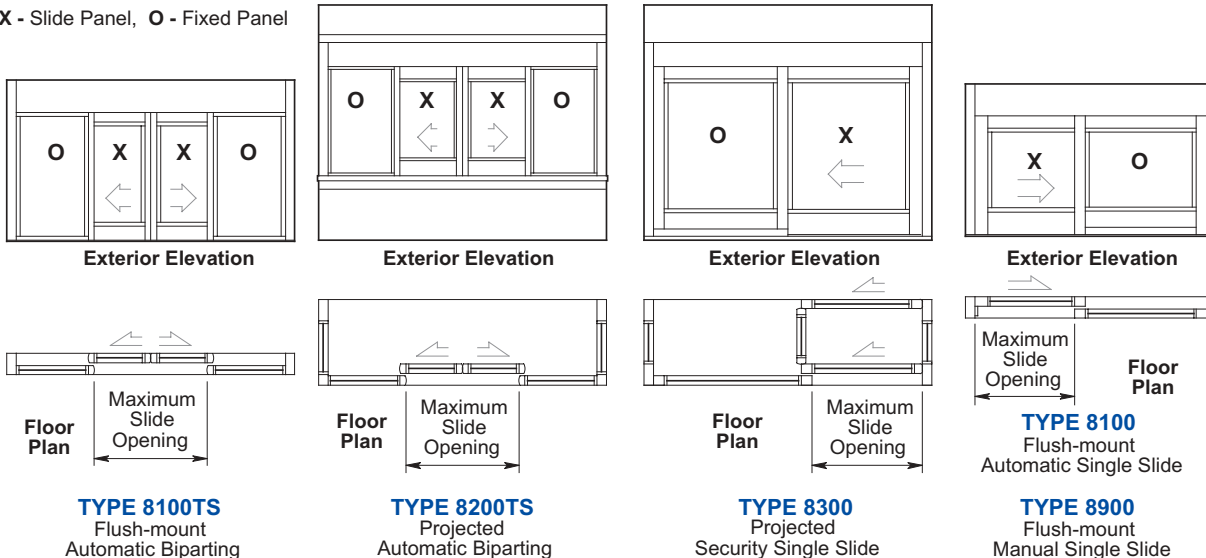 X - Slide Panel, O - Fixed Panel
O X X O
Exterior Elevation
Floor
Plan
Maximum
Slide
Opening
TYPE 8100TS
Flush-mount
Automatic Biparting
O X X O
Exterior Elevation
Floor
Plan
Maximum
Slide
Opening
TYPE 8200TS
Projected
Automatic Biparting
O X
Exterior Elevation
Floor
Plan
Maximum
Slide
Opening
TYPE 8300
Projected
Security Single Slide
X O
Exterior Elevation
Maximum
Slide
Opening
Floor
Plan
TYPE 8100
Flush-mount
Automatic Single Slide
TYPE 8900
Flush-mount
Manual Single Slide